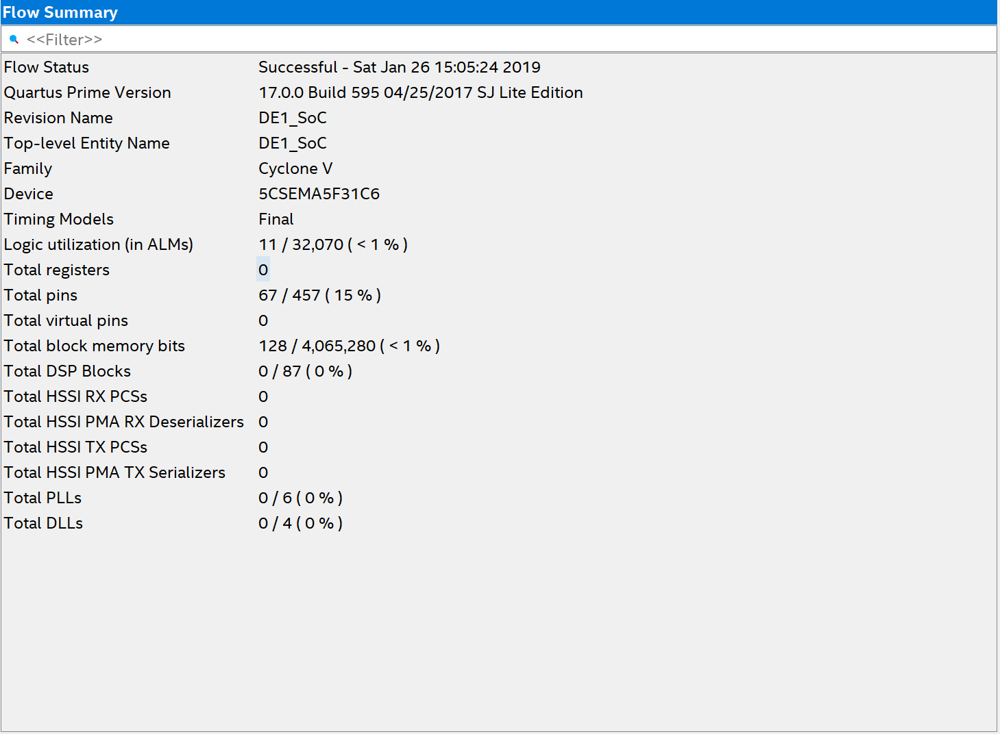 Flow Summary
<<Filter>>
Flow Status Successful - Sat Jan 26 15:05:24 2019
Quartus Prime Version 17.0.0 Build 595 04/25/2017 SJ Lite Edition
Revision Name DE1_SoC
Top-level Entity Name DE1_SoC
Family Cyclone V
Device 5CSEMA5F31C6
Timing Models Final
Logic utilization (in ALMs) 11 / 32,070 ( < 1 % )
Total registers 0
Total pins 67 / 457 ( 15 % )
Total virtual pins 0
Total block memory bits 128 / 4,065,280 ( < 1 % )
Total DSP Blocks 0 / 87 ( 0 % )
Total HSSI RX PCSs 0
Total HSSI PMA RX Deserializers 0
Total HSSI TX PCSs 0
Total HSSI PMA TX Serializers 0
Total PLLs 0 / 6 ( 0 % )
Total DLLs 0 / 4 ( 0 % )